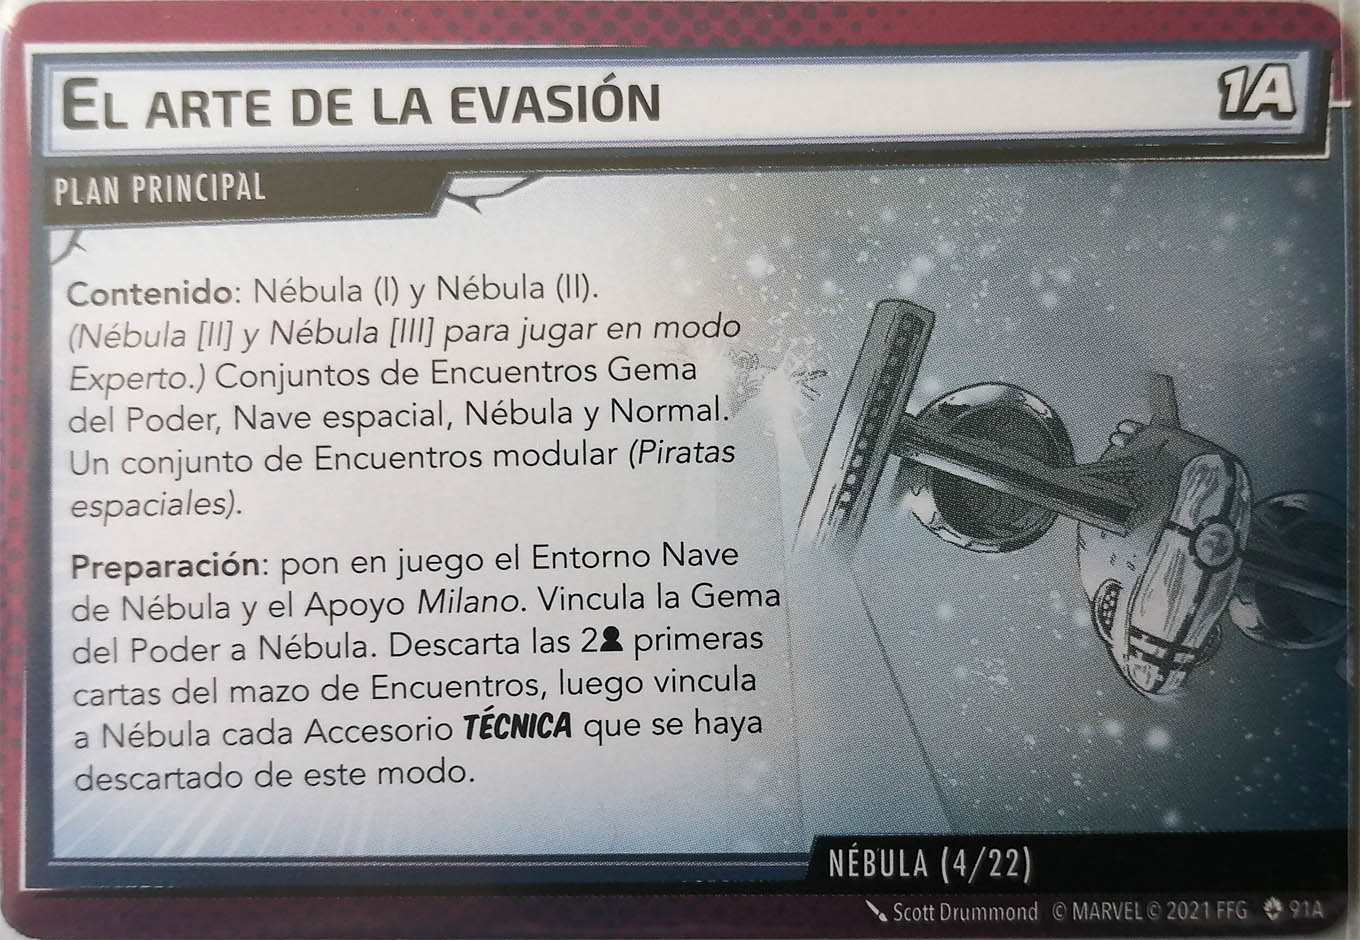 EL ARTE DE LA EVASIÓN
1A
PLAN PRINCIPAL
Contenido: Nébula (I) y Nébula (II).
(Nébula [II] y Nébula [III] para jugar en modo
Experto.) Conjuntos de Encuentros Gema
del Poder, Nave espacial, Nébula y Normal.
Un conjunto de Encuentros modular (Piratas
espaciales).
Preparación: pon en juego el Entorno Nave
de Nébula y el Apoyo Milano. Vincula la Gema
del Poder a Nébula. Descarta las 2 primeras
cartas del mazo de Encuentros, luego vincula
a Nébula cada Accesorio TÉCNICA que se haya
descartado de este modo.
NÉBULA (4/22)
Scott Drummond © MARVEL © 2021 FFG 91A